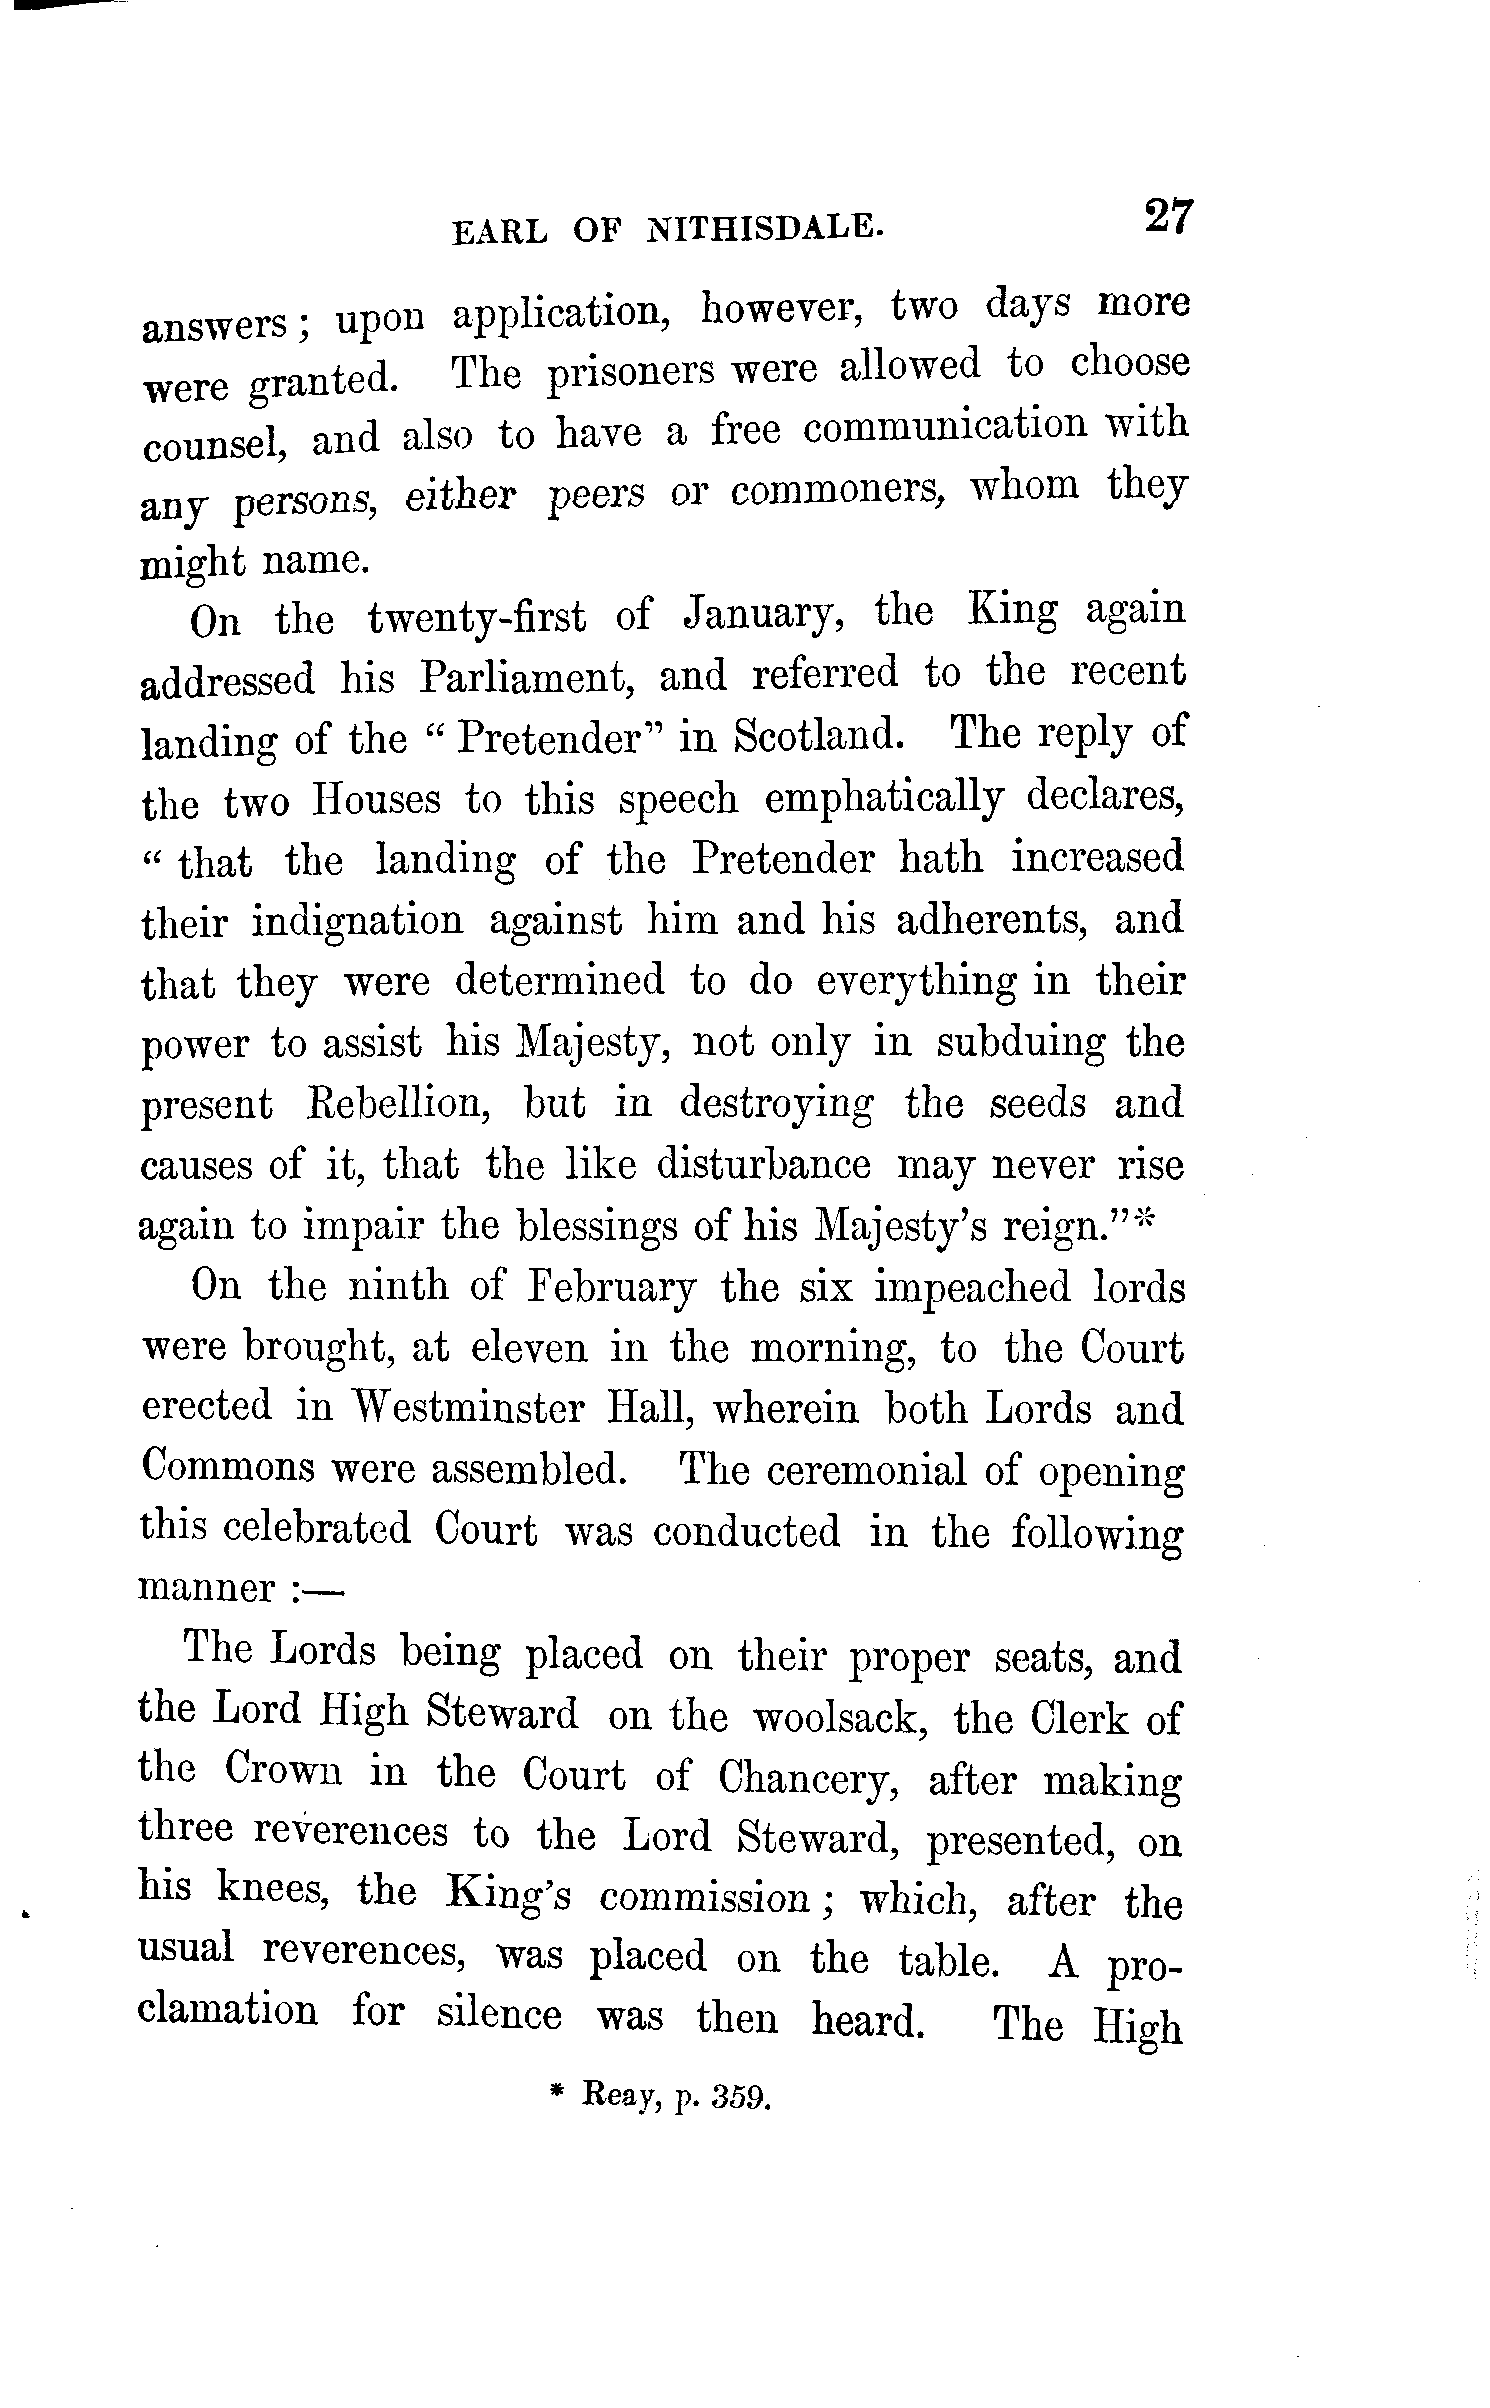 EARL OF NITHISDALE. 27
answers; upon application, however, two days more
were granted. The prisoners were allowed to choose
counsel, and also to have a free communication with
any persons, either peers or commoners, whom they
might name.
On the twenty-first of January, the King again
addressed his Parliament, and referred to the recent
landing of the “Pretender” in Scotland. The reply of
the two Houses to this speech emphatically declares,
“that the landing of the Pretender hath increased
their indignation against him and his adherents, and
that they were determined to do everything in their
power to assist his Majesty, not only in subduing the
present Rebellion, but in destroying the seeds and
causes of it, that the like disturbance may never rise
again to impair the blessings of his Majesty’s reign.”*
On the ninth of February the six impeached lords
were brought, at eleven in the morning, to the Court
erected in Westminster Hall, wherein both Lords and
Commons were assembled. The ceremonial of opening
this celebrated Court was conducted in the following
manner :—
The Lords being placed on their proper seats, and
the Lord High Steward on the woolsack, the Clerk of
the Crown in the Court of Chancery, after making
three reverences to the Lord Steward, presented, on
his knees, the King’s commission; which, after the
usual reverences, was placed on the table. A pro-
clamation for silence was then heard. The High
* Reay, p. 359.